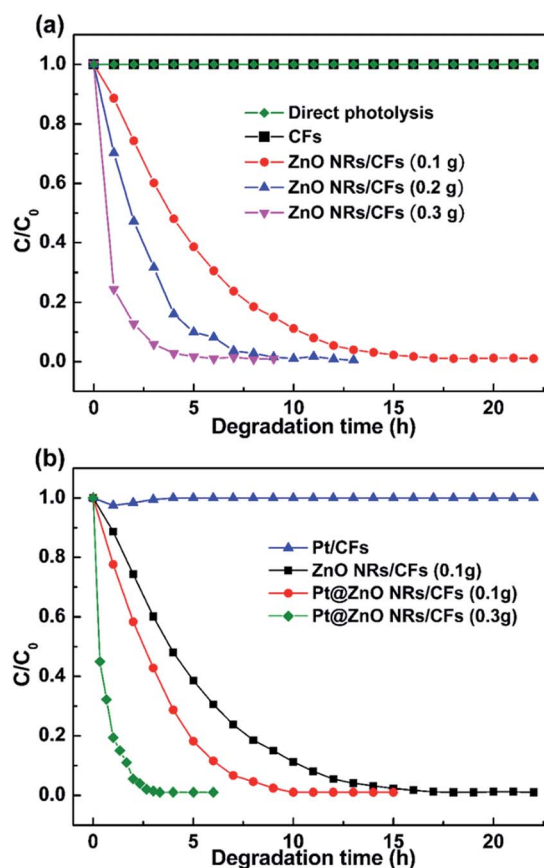 (a)
1.0
0.8
0.6
0.4
0.2
0.0
C/C0
Direct photolysis
CFs
ZnO NRs/CFs (0.1 g)
ZnO NRs/CFs (0.2 g)
ZnO NRs/CFs (0.3 g)
0 5 10 15 20
Degradation time (h)
(b)
1.0
0.8
0.6
0.4
0.2
0.0
C/C0
Pt/CFs
ZnO NRs/CFs (0.1g)
Pt@ZnO NRs/CFs (0.1g)
Pt@ZnO NRs/CFs (0.3g)
0 5 10 15 20
Degradation time (h)